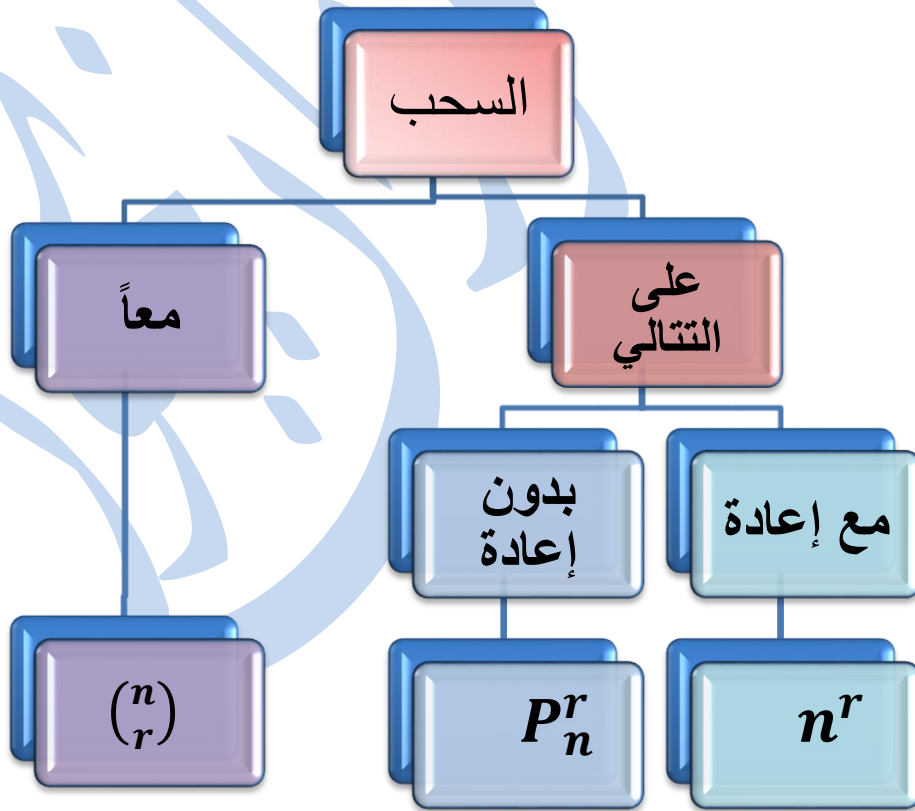 السحب
على
التتالي
معاً
مع إعادة
بدون
إعادة
n^r
P_n^r
\binom{n}{r}